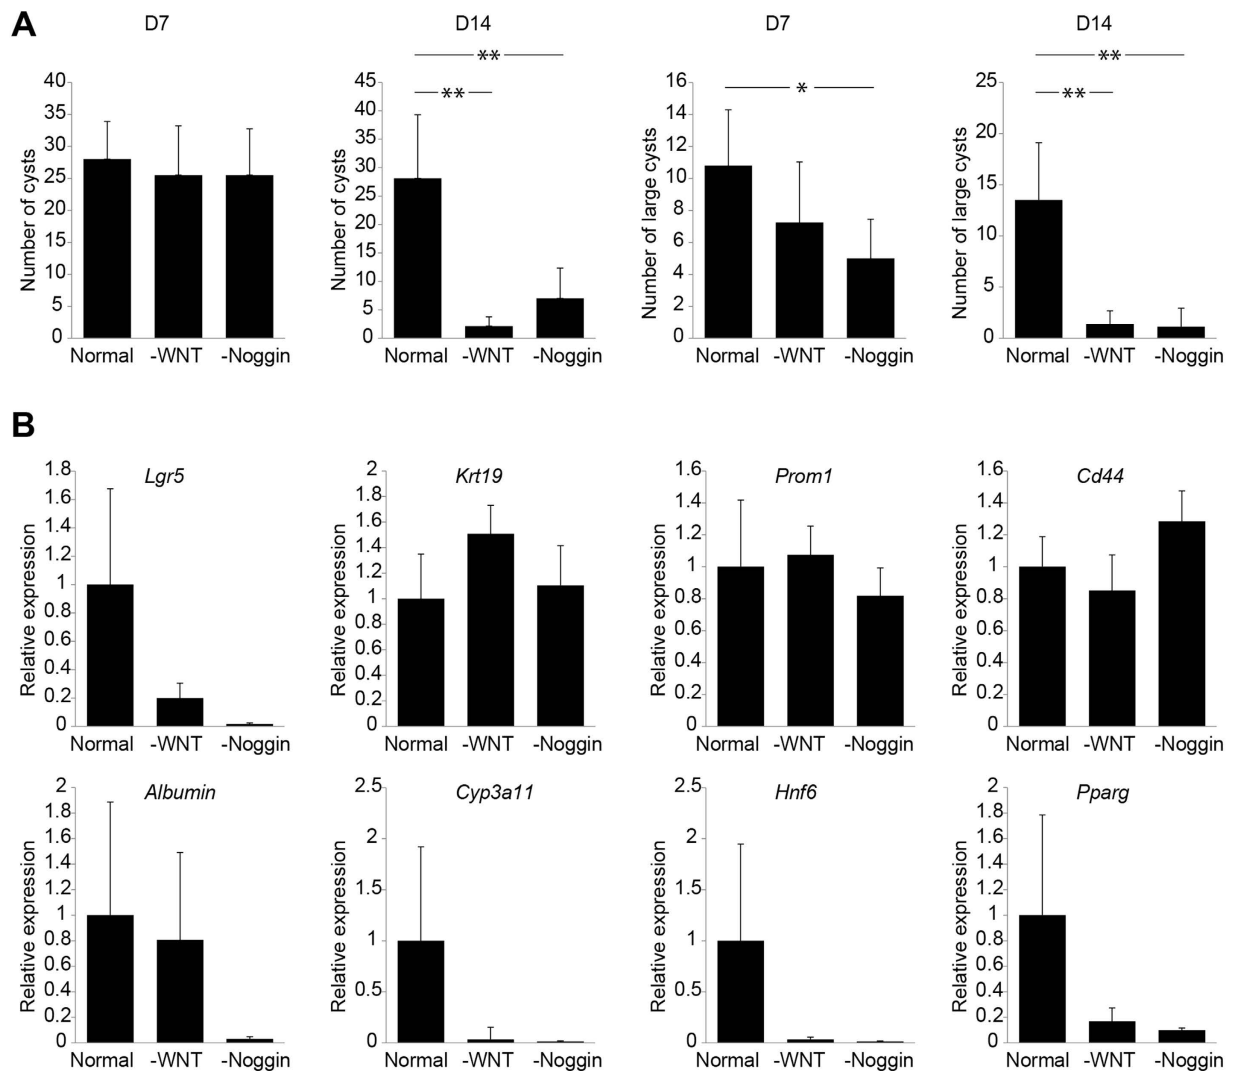 A
D7
D14
D7
D14
** 
**
*
**
**
Number of cysts
40
35
30
25
20
15
10
5
0
Normal -WNT -Noggin
Number of cysts
45
40
35
30
25
20
15
10
5
0
Normal -WNT -Noggin
Number of large cysts
16
14
12
10
8
6
4
2
0
Normal -WNT -Noggin
Number of large cysts
25
20
15
10
5
0
Normal -WNT -Noggin
B
Lgr5
Relative expression
1.8
1.6
1.4
1.2
1
0.8
0.6
0.4
0.2
0
Normal -WNT -Noggin
Krt19
Relative expression
2
1.8
1.6
1.4
1.2
1
0.8
0.6
0.4
0.2
0
Normal -WNT -Noggin
Prom1
Relative expression
1.6
1.4
1.2
1
0.8
0.6
0.4
0.2
0
Normal -WNT -Noggin
Cd44
Relative expression
1.6
1.4
1.2
1
0.8
0.6
0.4
0.2
0
Normal -WNT -Noggin
Albumin
Relative expression
2
1.8
1.6
1.4
1.2
1
0.8
0.6
0.4
0.2
0
Normal -WNT -Noggin
Cyp3a11
Relative expression
2.5
2
1.5
1
0.5
0
Normal -WNT -Noggin
Hnf6
Relative expression
2.5
2
1.5
1
0.5
0
Normal -WNT -Noggin
Pparg
Relative expression
2
1.8
1.6
1.4
1.2
1
0.8
0.6
0.4
0.2
0
Normal -WNT -Noggin